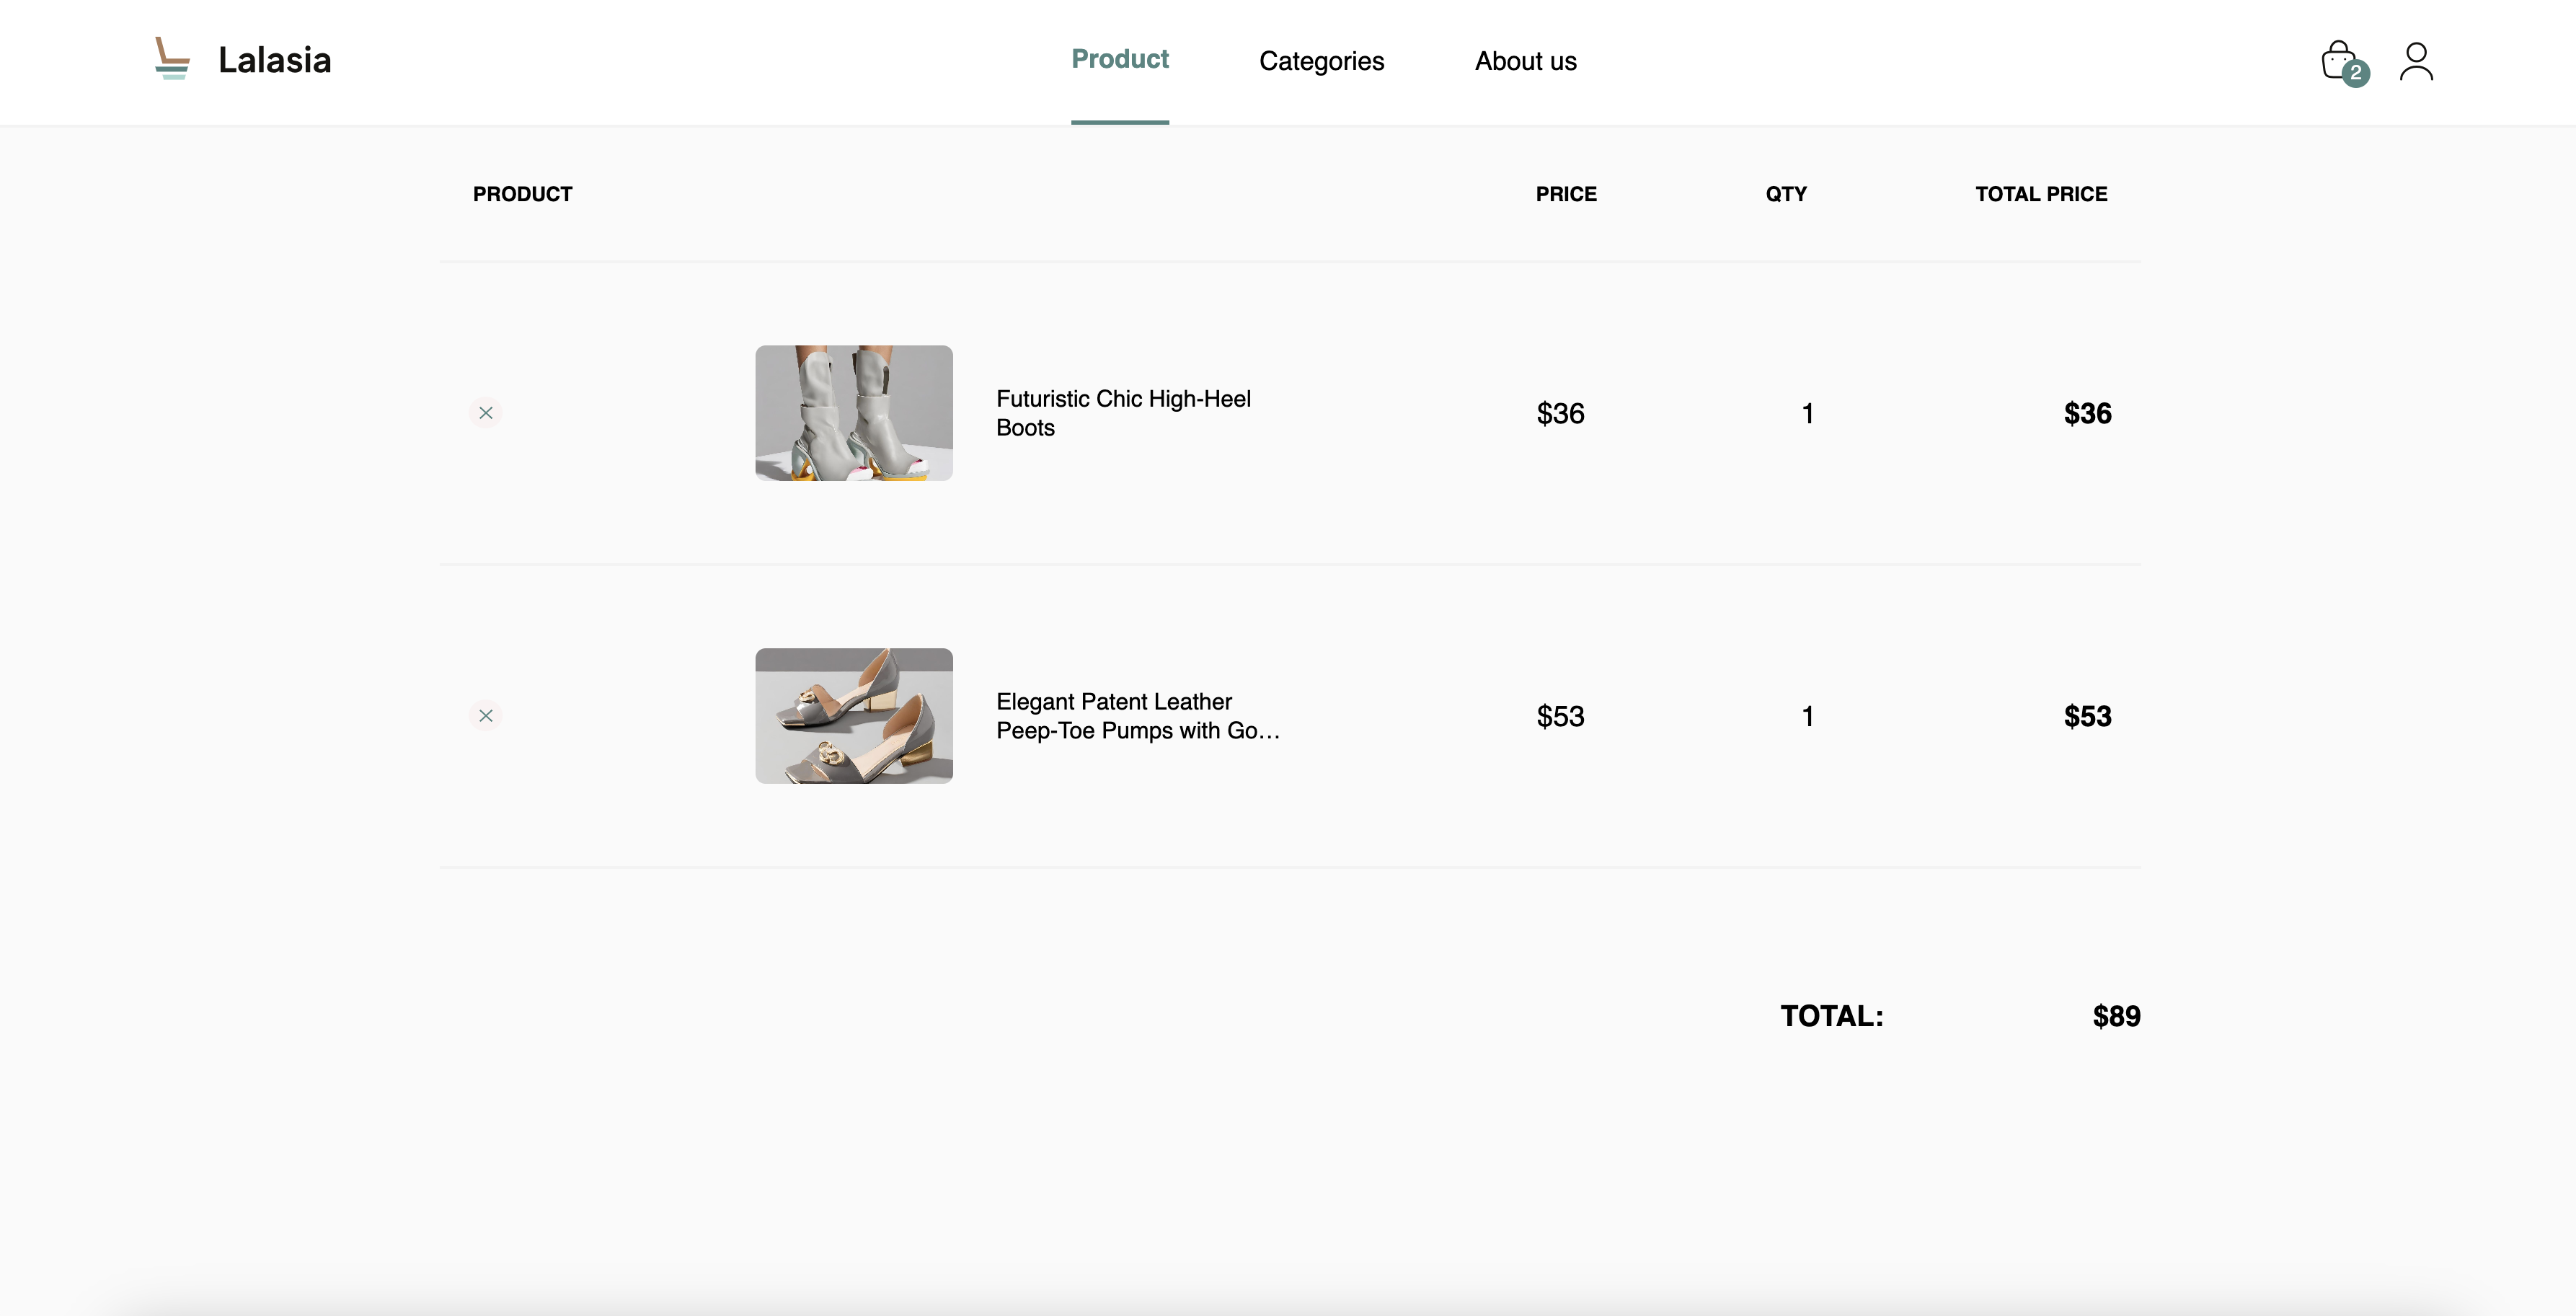 Lalasia
Product
Categories
About us
2
PRODUCT
PRICE
QTY
TOTAL PRICE
Futuristic Chic High-Heel
Boots
$36
1
$36
Elegant Patent Leather
Peep-Toe Pumps with Go...
$53
1
$53
TOTAL:
$89